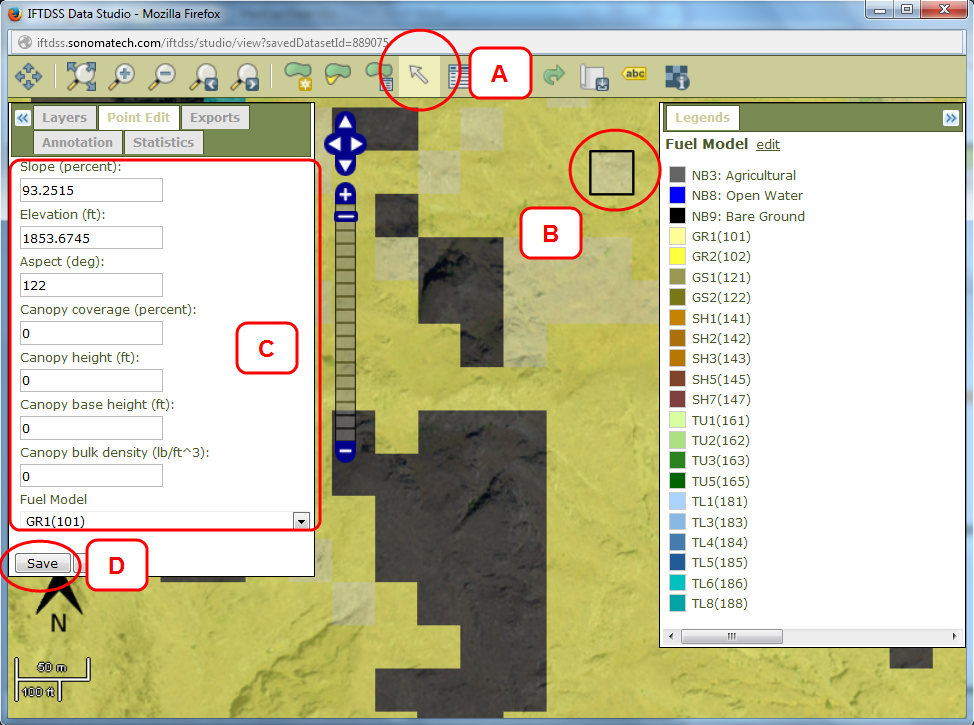 IFTDSS Data Studio - Mozilla Firefox
iftdss.sonomatech.com/iftdss/studio/view?savedDatasetId=889075
A
abc
Layers Point Edit Exports
Annotation Statistics
Slope (percent):
93.2515
Elevation (ft):
1853.6745
Aspect (deg):
122
Canopy coverage (percent):
0
Canopy height (ft):
0
Canopy base height (ft):
0
Canopy bulk density (lb/ft^3):
0
Fuel Model
GR1(101)
Save
C
D
B
N
50 m
100 ft
Legends
Fuel Model edit
NB3: Agricultural
NB8: Open Water
NB9: Bare Ground
GR1(101)
GR2(102)
GS1(121)
GS2(122)
SH1(141)
SH2(142)
SH3(143)
SH5(145)
SH7(147)
TU1(161)
TU2(162)
TU3(163)
TU5(165)
TL1(181)
TL3(183)
TL4(184)
TL5(185)
TL6(186)
TL8(188)